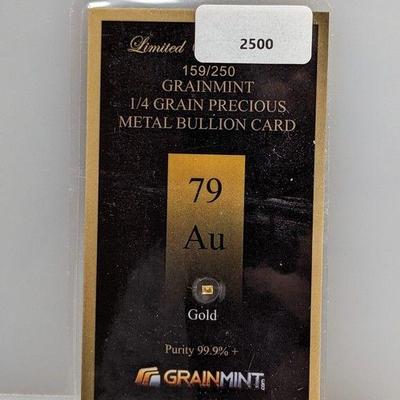 Limited
2500
159/250
GRAINMINT
1/4 GRAIN PRECIOUS
METAL BULLION CARD
79
Au
Gold
Purity 99.9% +
GRAINMINT.com